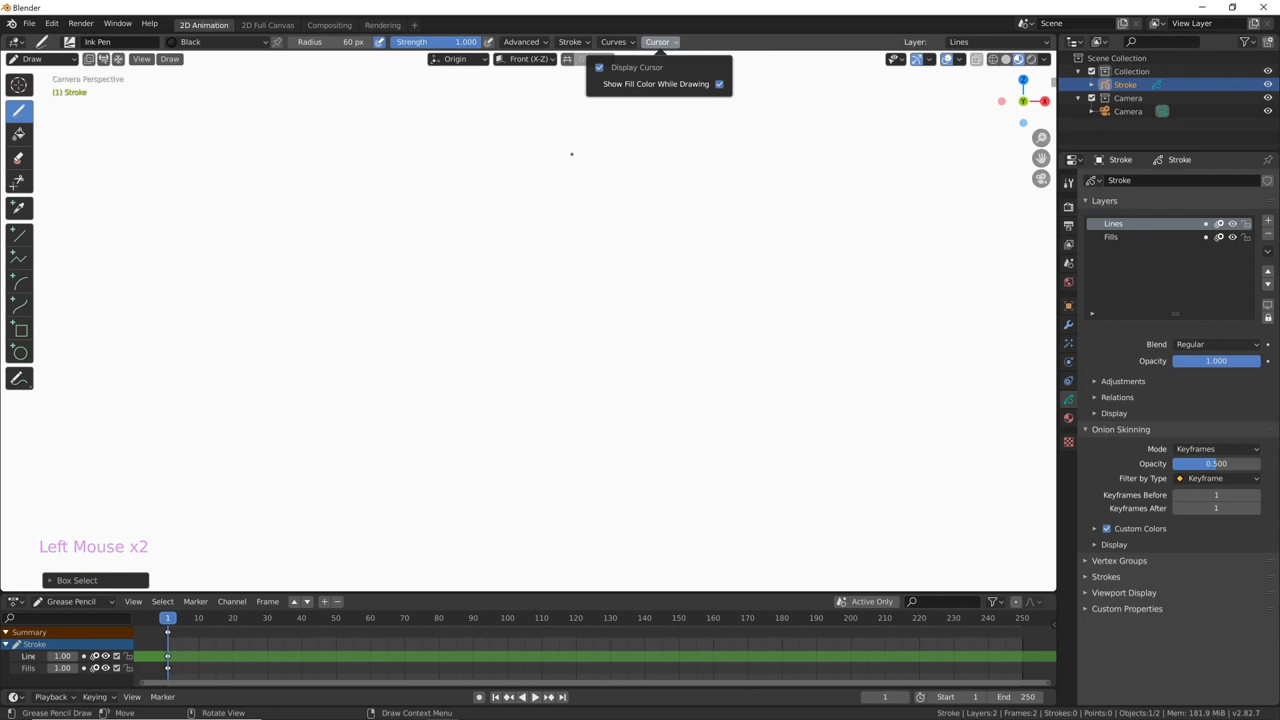 Blender
File Edit Render Window Help 2D Animation 2D Full Canvas Compositing Rendering + Scene View Layer
Ink Pen Black Radius 60 px Strength 1.000 Advanced Stroke Curves Cursor Layer: Lines
Draw View Draw Origin Front (X-Z)
Display Cursor
Show Fill Color While Drawing
Camera Perspective
(1) Stroke
Z
Y
X
Left Mouse x2
Box Select
Scene Collection
Collection
Stroke
Camera
Camera
Stroke Stroke
Stroke
Layers
Lines
Fills
Blend Regular
Opacity 1.000
Adjustments
Relations
Display
Onion Skinning
Mode Keyframes
Opacity 0.500
Filter by Type Keyframe
Keyframes Before 1
Keyframes After 1
Custom Colors
Display
Vertex Groups
Strokes
Viewport Display
Custom Properties
Grease Pencil View Select Marker Channel Frame Active Only
1 10 20 30 40 50 60 70 80 90 100 110 120 130 140 150 160 170 180 190 200 210 220 230 240 250
Summary
Stroke
Line 1.00
Fills 1.00
Playback Keying View Marker 1 Start 1 End 250
Grease Pencil Draw Move Rotate View Draw Context Menu Stroke | Layers:2 | Frames:2 | Strokes:0 | Points:0 | Objects:1/2 | Mem: 181.9 MiB | v2.82.7